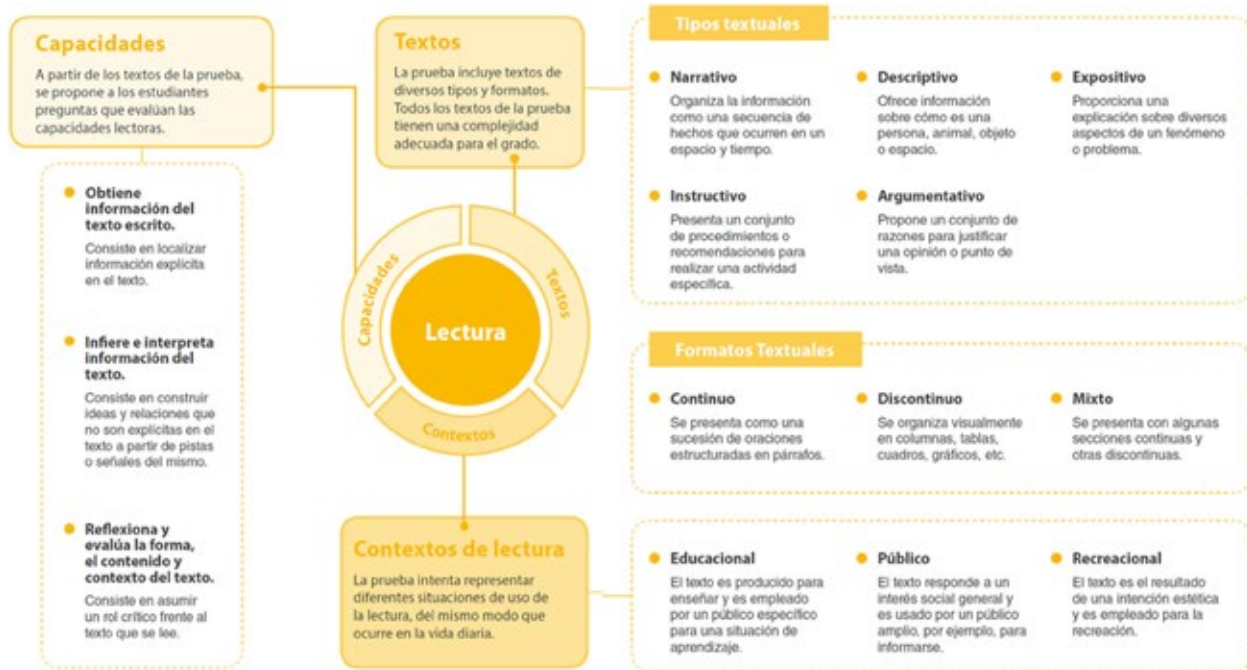 Capacidades
A partir de los textos de la prueba,
se propone a los estudiantes
preguntas que evalúan las
capacidades lectoras.
Obtiene
información del
texto escrito.
Consiste en localizar
información explícita
en el texto.
Infiere e interpreta
información del
texto.
Consiste en construir
ideas y relaciones que
no son explícitas en el
texto a partir de pistas
o señales del mismo.
Reflexiona y
evalúa la forma,
el contenido y
contexto del texto.
Consiste en asumir
un rol crítico frente al
texto que se lee.
Textos
La prueba incluye textos de
diversos tipos y formatos.
Todos los textos de la prueba
tienen una complejidad
adecuada para el grado.
Capacidades
Textos
Lectura
Contextos
Contextos de lectura
La prueba intenta representar
diferentes situaciones de uso de
la lectura, del mismo modo que
ocurre en la vida diaria.
Tipos textuales
Narrativo
Organiza la información
como una secuencia de
hechos que ocurren en un
espacio y tiempo.
Descriptivo
Ofrece información
sobre cómo es una
persona, animal, objeto
o espacio.
Expositivo
Proporciona una
explicación sobre diversos
aspectos de un fenómeno
o problema.
Instructivo
Presenta un conjunto
de procedimientos o
recomendaciones para
realizar una actividad
específica.
Argumentativo
Propone un conjunto de
razones para justificar
una opinión o punto de
vista.
Formatos Textuales
Continuo
Se presenta como una
sucesión de oraciones
estructuradas en párrafos.
Discontinuo
Se organiza visualmente
en columnas, tablas,
cuadros, gráficos, etc.
Mixto
Se presenta con algunas
secciones continuas y
otras discontinuas.
Educacional
El texto es producido para
enseñar y es empleado
por un público específico
para una situación de
aprendizaje.
Público
El texto responde a un
interés social general y
es usado por un público
amplio, por ejemplo, para
informarse.
Recreacional
El texto es el resultado
de una intención estética
y es empleado para la
recreación.